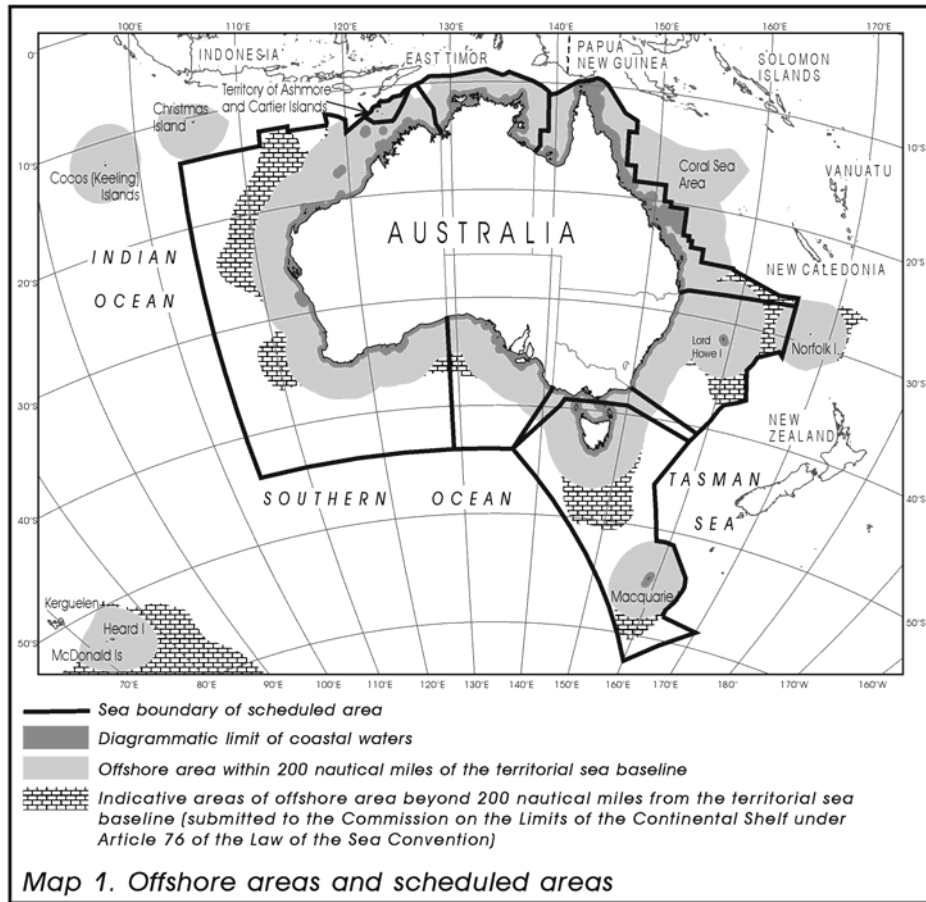 100°E
110°E
120°E
130°E
140°E
150°E
160°E
170°E
0°
INDONESIA
EAST TIMOR
PAPUA
NEW GUINEA
SOLOMON
ISLANDS
Territory of Ashmore
and Cartier Islands
Christmas
Island
10°S
10°S
Cocos (Keeling)
Islands
Coral Sea
Area
VANUATU
AUSTRALIA
INDIAN
OCEAN
NEW CALEDONIA
20°S
20°S
Lord
Howe I
Norfolk I.
30°S
30°S
NEW
ZEALAND
TASMAN
SEA
SOUTHERN OCEAN
40°S
40°S
Macquarie I
Kerguelen
Heard I
McDonald Is
50°S
50°S
70°E
80°E
90°E
100°E
110°E
120°E
130°E
140°E
150°E
160°E
170°E
180°
170°W
160°W
Sea boundary of scheduled area
Diagrammatic limit of coastal waters
Offshore area within 200 nautical miles of the territorial sea baseline
Indicative areas of offshore area beyond 200 nautical miles from the territorial sea
baseline (submitted to the Commission on the Limits of the Continental Shelf under
Article 76 of the Law of the Sea Convention)
Map 1. Offshore areas and scheduled areas